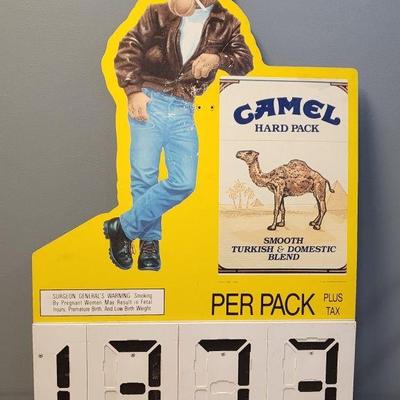 CAMEL
HARD PACK
SMOOTH
TURKISH & DOMESTIC
BLEND
SURGEON GENERAL'S WARNING: Smoking
By Pregnant Women May Result in Fetal
Injury, Premature Birth, And Low Birth Weight.
PER PACK PLUS
TAX